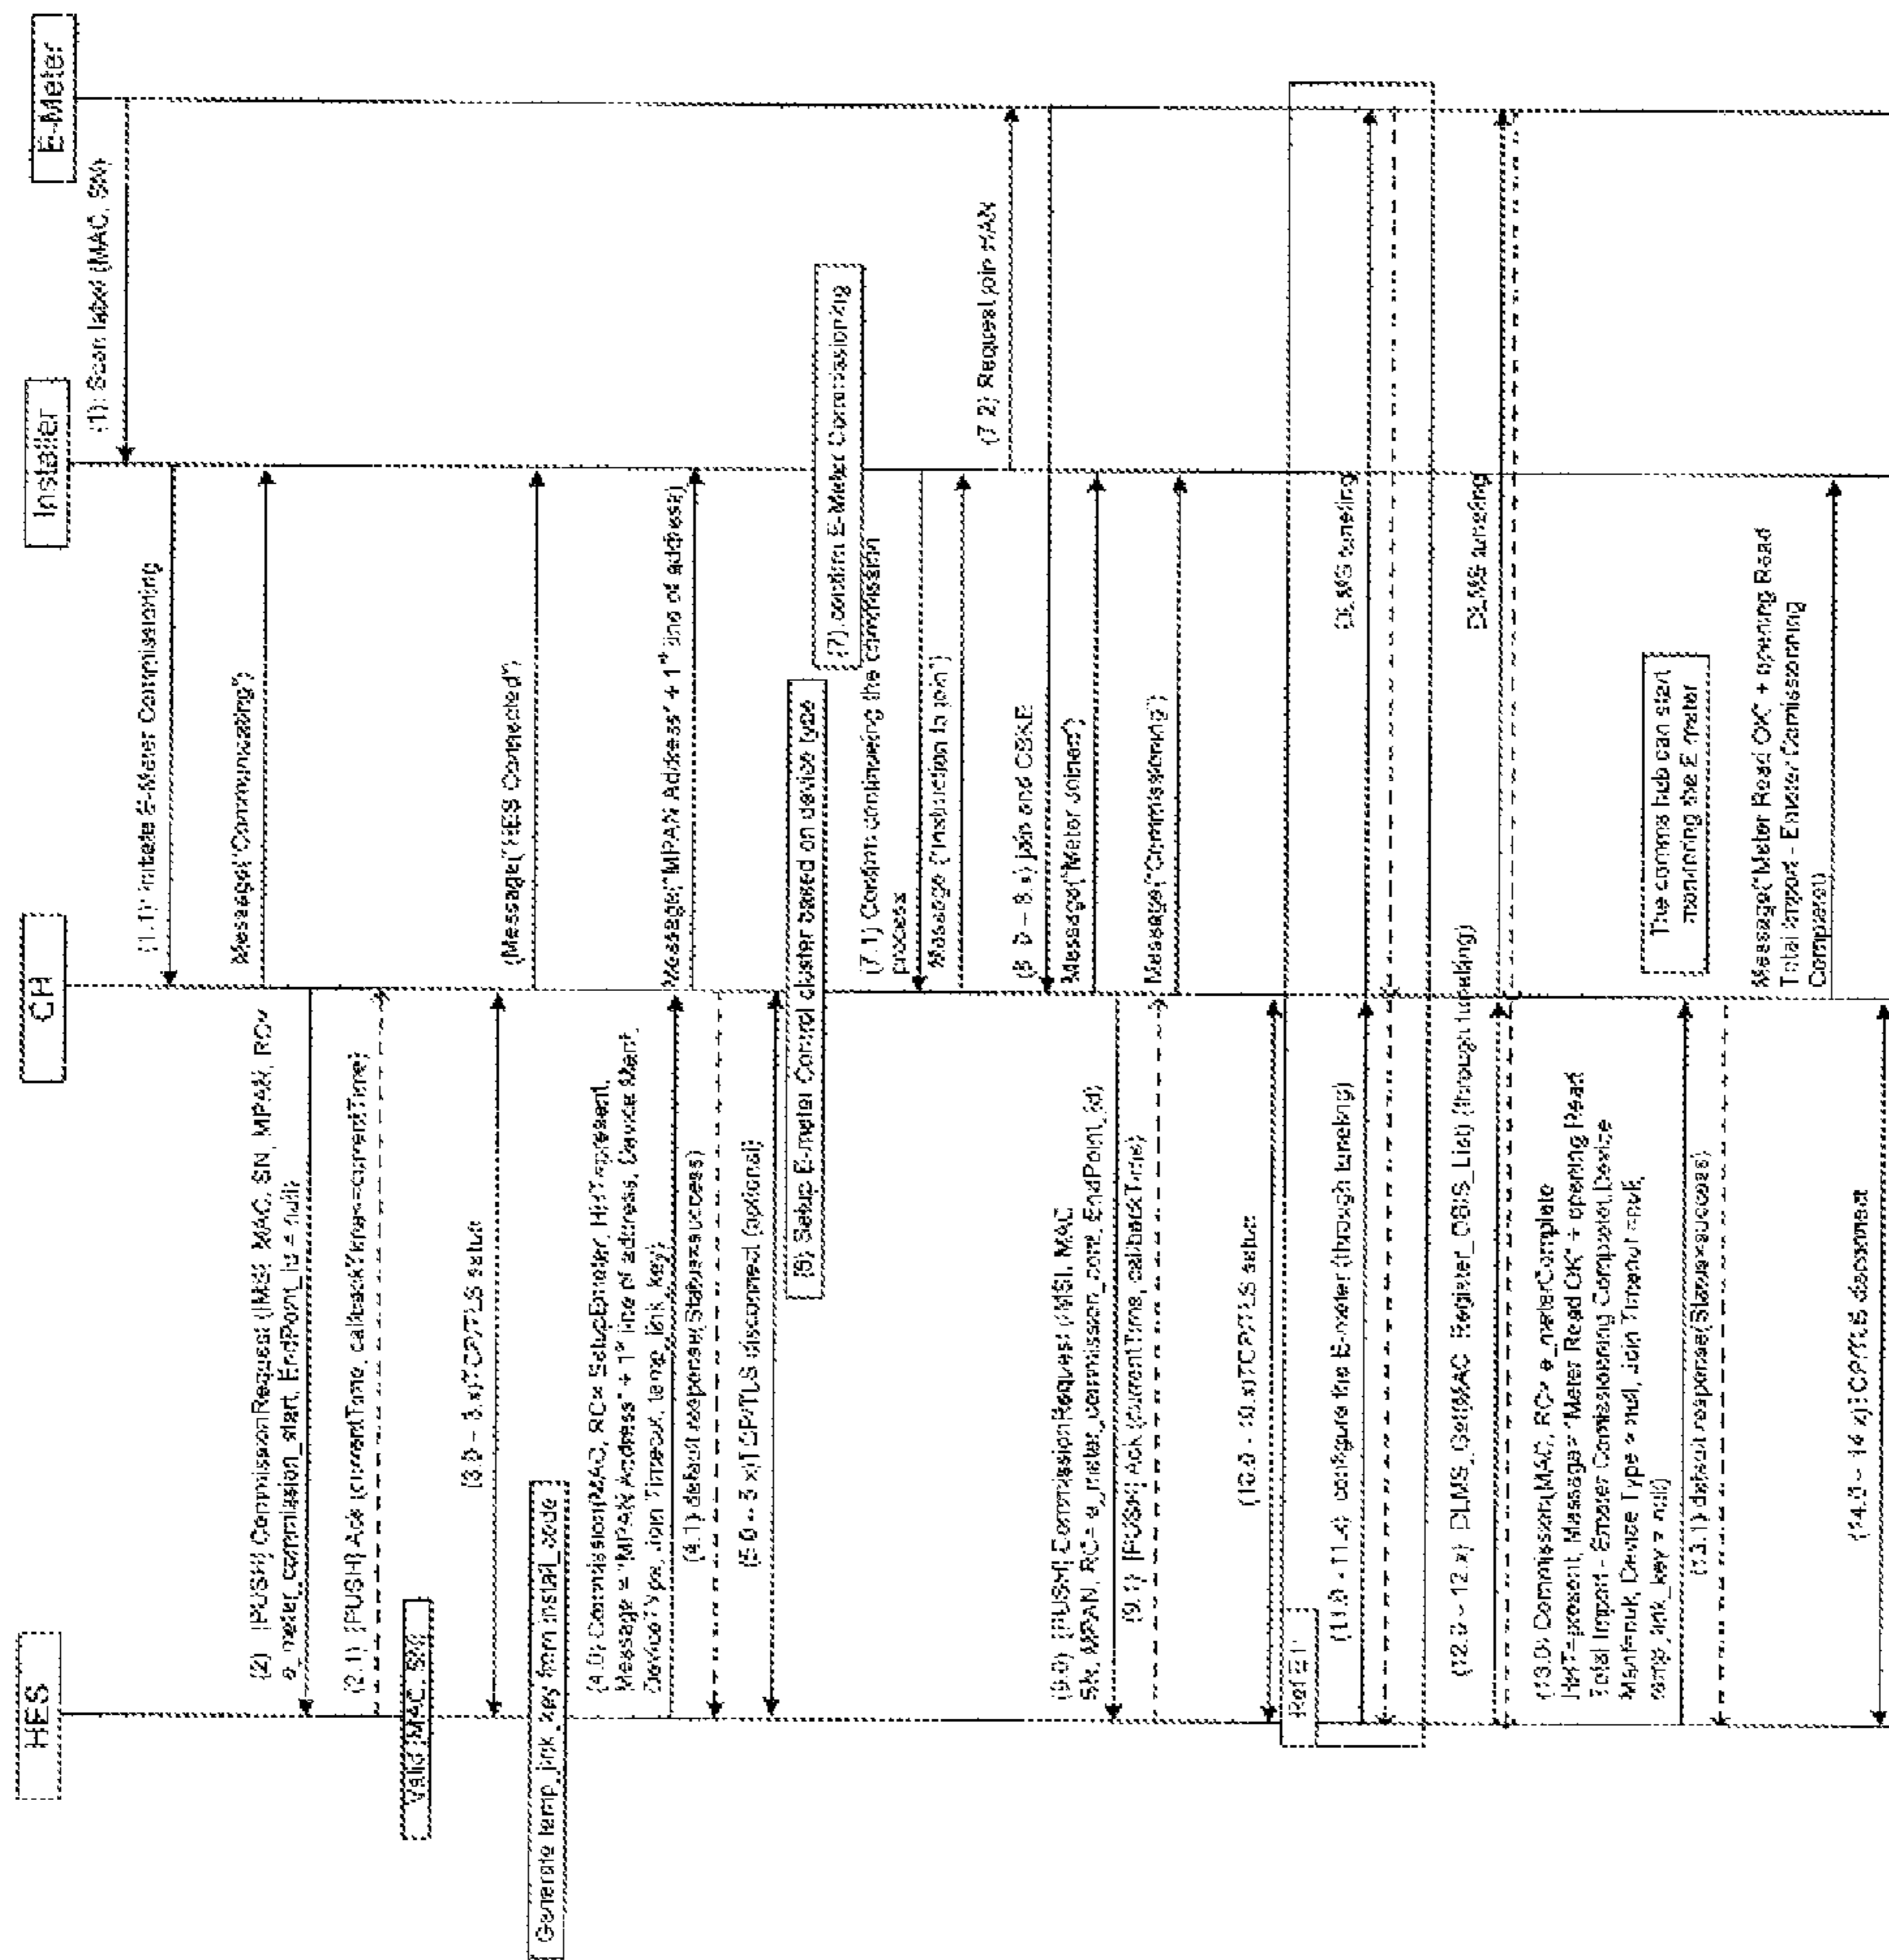 HES
CH
Installer
E-Meter
(1): Scan label (MAC, SN)
(1.1): Initiate E-Meter Commissioning
Message("Communicating")
(2) [PUSH] CommissionRequest (IMSI, MAC, SN, MPAN, RC=
e_meter_commission_start, EndPoint_id = null)
(2.1) [PUSH] Ack (currentTime, callbackTime=currentTime)
Valid (MAC, SN)
(3.0 – 3.x)TCP/TLS setup
(Message("HES Connected")
Generate temp_link_key from install_code
(4.0) Commission(MAC, RC= SetupEmeter, HHT=present,
Message = "MPAN Address" + 1st line of address, Device Manf,
Device Type, Join Timeout, temp_link_key)
Message("MPAN Address" + 1st line of address)
(4.1) default response(Status=success)
(5.0 – 5.x)TCP/TLS disconnect (optional)
(6) Setup E-meter Control cluster based on device type
(7) confirm E-Meter Commissioning
(7.1) Confirm continueing the commission
process
Message ("Instruction to join")
(7.2) Request join HAN
(8.0 – 8.x) join and CBKE
Message("Meter Joined")
(9.0) [PUSH] CommissionRequest (IMSI, MAC
SN, MPAN, RC= e_meter_commission_cont, EndPoint_id)
(9.1) [PUSH] Ack (currentTime, callbackTime)
Message("Commissioning")
(10.0 - 10.x)TCP/TLS setup
(11.0 - 11.x) configure the E-meter (through tunneling)
DLMS tunneling
(12.0 - 12.x) DLMS_Get(MAC, Register_OBIS_List) (through tunneling)
DLMS tunneling
(13.0) Commission(MAC, RC= e_meterComplete
HHT=present, Message= "Meter Read OK" + opening Read
Total Import - Emeter Comissioning Completed, Device
Manf=null, Device Type = null, Join Timeout =null,
temp_link_key = null)
(13.1) default response(Status=success)
The comms hub can start
monitoring the E meter
Message("Meter Read OK" + opening Read
Total Import - Emeter Comissioning
(14.0 – 14.x)TCP/TLS disconnect